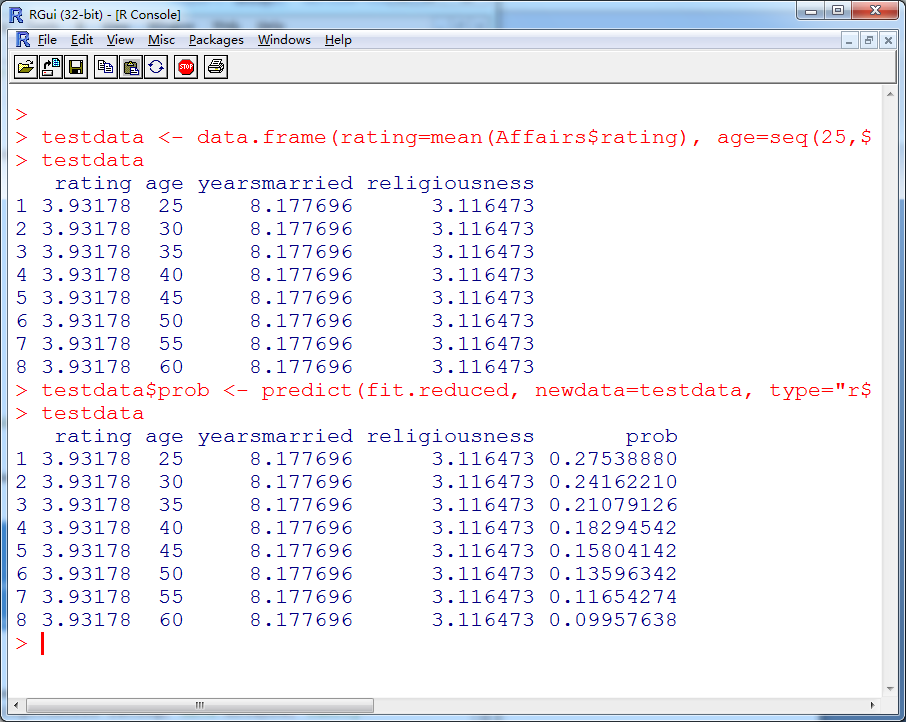 RGui (32-bit) - [R Console]
File Edit View Misc Packages Windows Help
STOP
>
> testdata <- data.frame(rating=mean(Affairs$rating), age=seq(25,$
> testdata
   rating age yearsmarried religiousness
1 3.93178  25     8.177696      3.116473
2 3.93178  30     8.177696      3.116473
3 3.93178  35     8.177696      3.116473
4 3.93178  40     8.177696      3.116473
5 3.93178  45     8.177696      3.116473
6 3.93178  50     8.177696      3.116473
7 3.93178  55     8.177696      3.116473
8 3.93178  60     8.177696      3.116473
> testdata$prob <- predict(fit.reduced, newdata=testdata, type="r$
> testdata
   rating age yearsmarried religiousness       prob
1 3.93178  25     8.177696      3.116473 0.27538880
2 3.93178  30     8.177696      3.116473 0.24162210
3 3.93178  35     8.177696      3.116473 0.21079126
4 3.93178  40     8.177696      3.116473 0.18294542
5 3.93178  45     8.177696      3.116473 0.15804142
6 3.93178  50     8.177696      3.116473 0.13596342
7 3.93178  55     8.177696      3.116473 0.11654274
8 3.93178  60     8.177696      3.116473 0.09957638
>